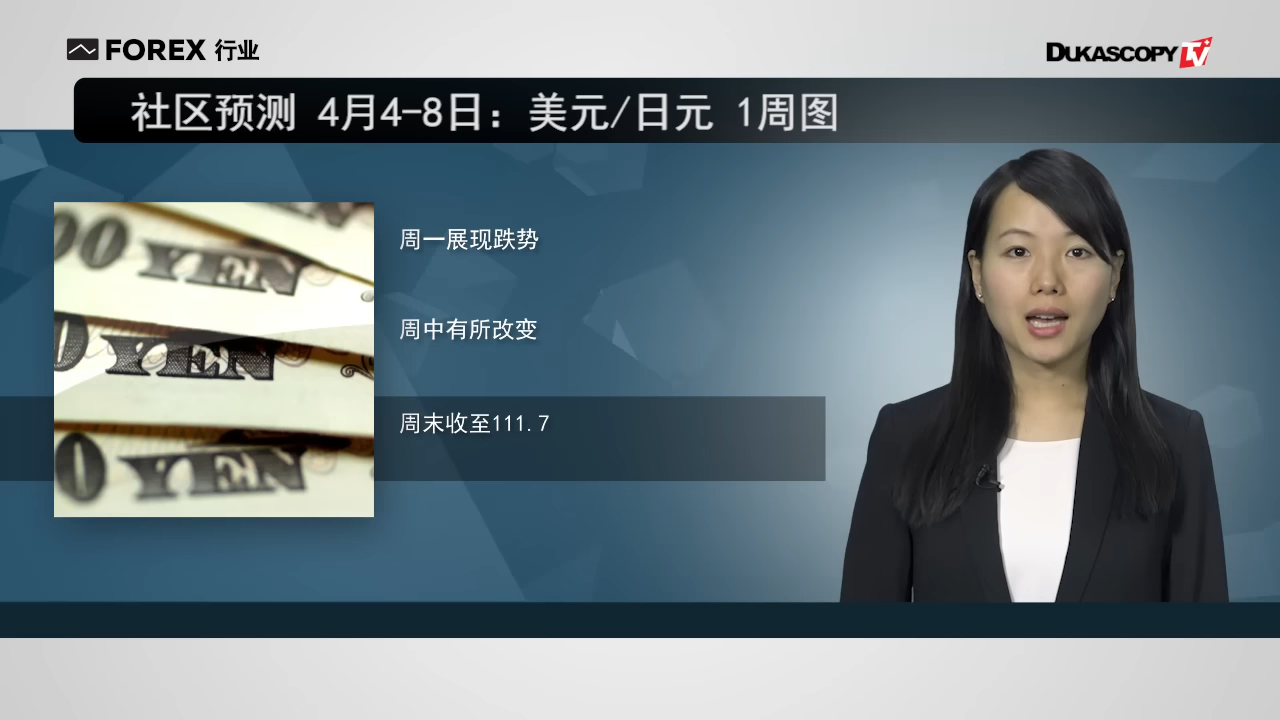 FOREX 行业
DUKASCOPY TV
社区预测 4月4-8日：美元/日元 1周图
周一展现跌势
周中有所改变
周末收至111.7
00 YEN
0 YEN
0 YEN